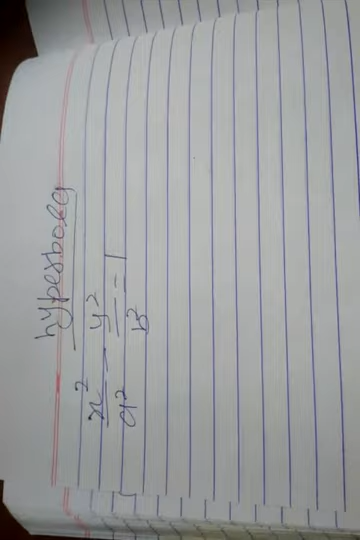 hyperbola
x²/a² - y²/b² = 1